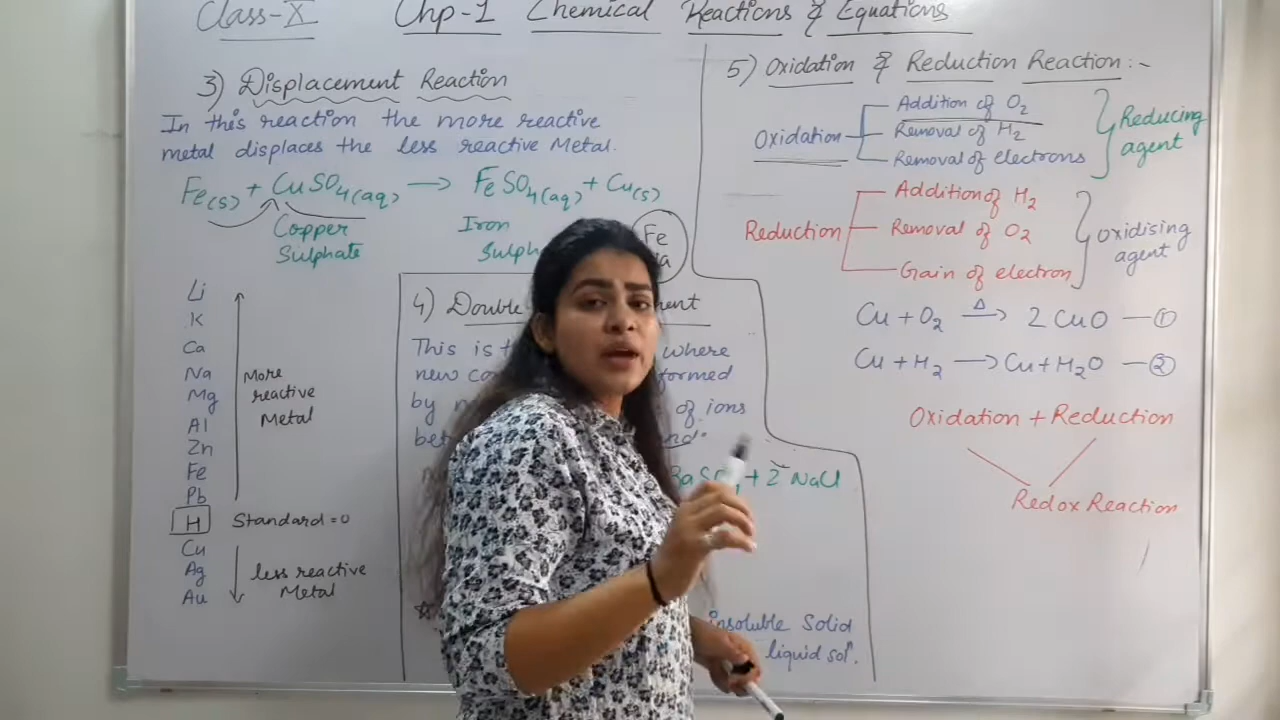 Class-X Chp-1 Chemical Reactions & Equations
3) Displacement Reaction
In this reaction the more reactive
metal displaces the less reactive Metal.
Fe(s) + CuSO₄(aq) → FeSO₄(aq) + Cu(s)
Copper
Sulphate
Iron
Sulph
Fe
Li
K
Ca
Na
Mg
Al
Zn
Fe
Pb
H Standard = 0
Cu
Ag
Au
More
reactive
Metal
less reactive
Metal
4) Double
This is where
new formed
by of ions
+ 2 NaCl
insoluble Solid
liquid solⁿ.
5) Oxidation & Reduction Reaction :-
Oxidation
Addition of O₂
Removal of H₂
Removal of electrons
Reducing
agent
Reduction
Addition of H₂
Removal of O₂
Gain of electron
Oxidising
agent
Cu + O₂ →Δ 2 CuO — ①
Cu + H₂ → Cu + H₂O — ②
Oxidation + Reduction
Redox Reaction